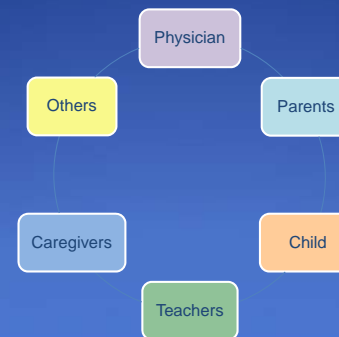 Physician
Others
Parents
Caregivers
Child
Teachers